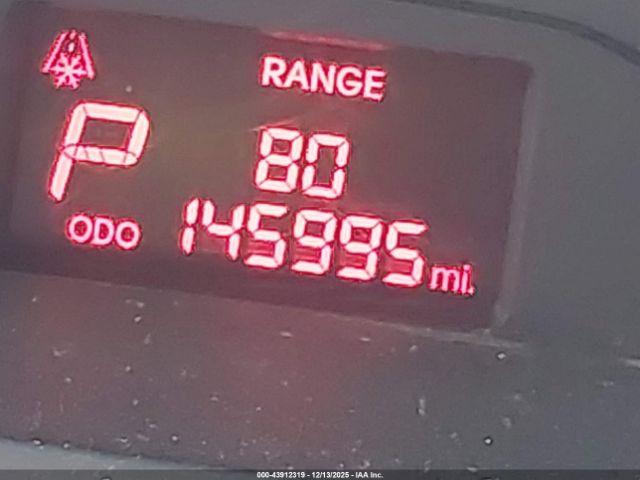 RANGE
P
80
ODO 145995 mi.
000-43912319 - 12/13/2025 - IAA Inc.